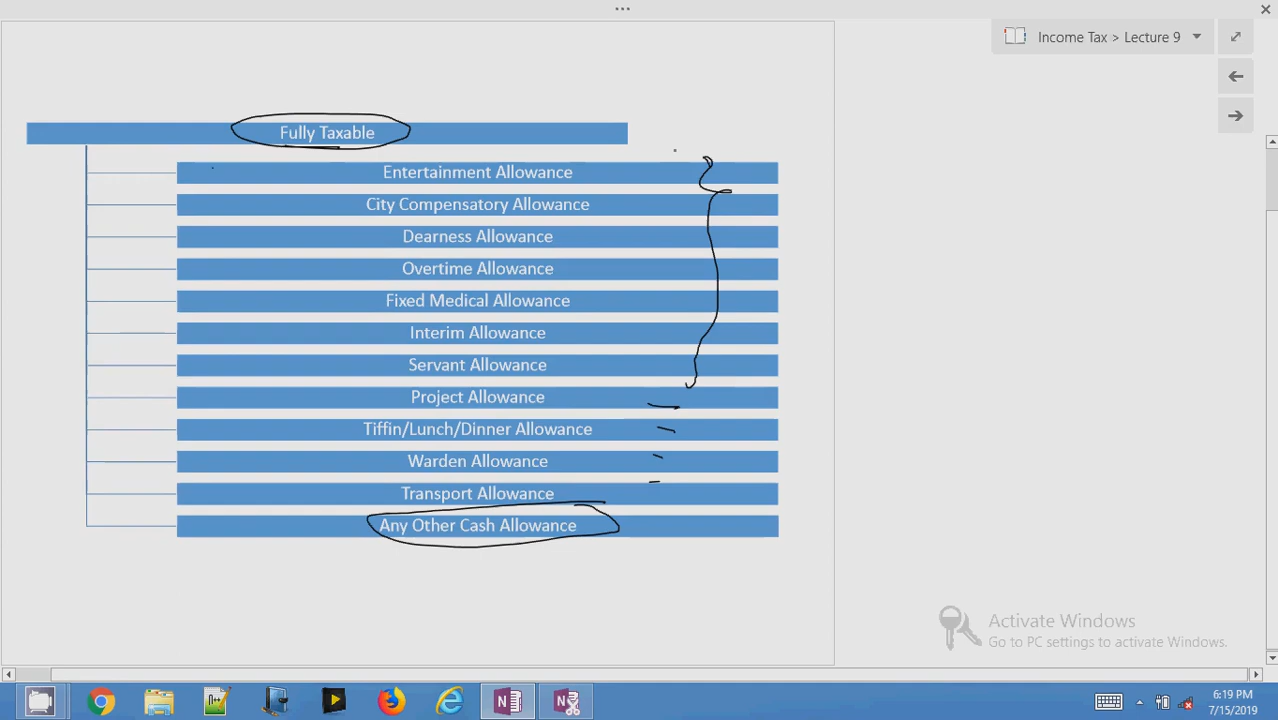 Income Tax > Lecture 9
Fully Taxable
Entertainment Allowance
City Compensatory Allowance
Dearness Allowance
Overtime Allowance
Fixed Medical Allowance
Interim Allowance
Servant Allowance
Project Allowance
Tiffin/Lunch/Dinner Allowance
Warden Allowance
Transport Allowance
Any Other Cash Allowance
Activate Windows
Go to PC settings to activate Windows.
6:19 PM
7/15/2019